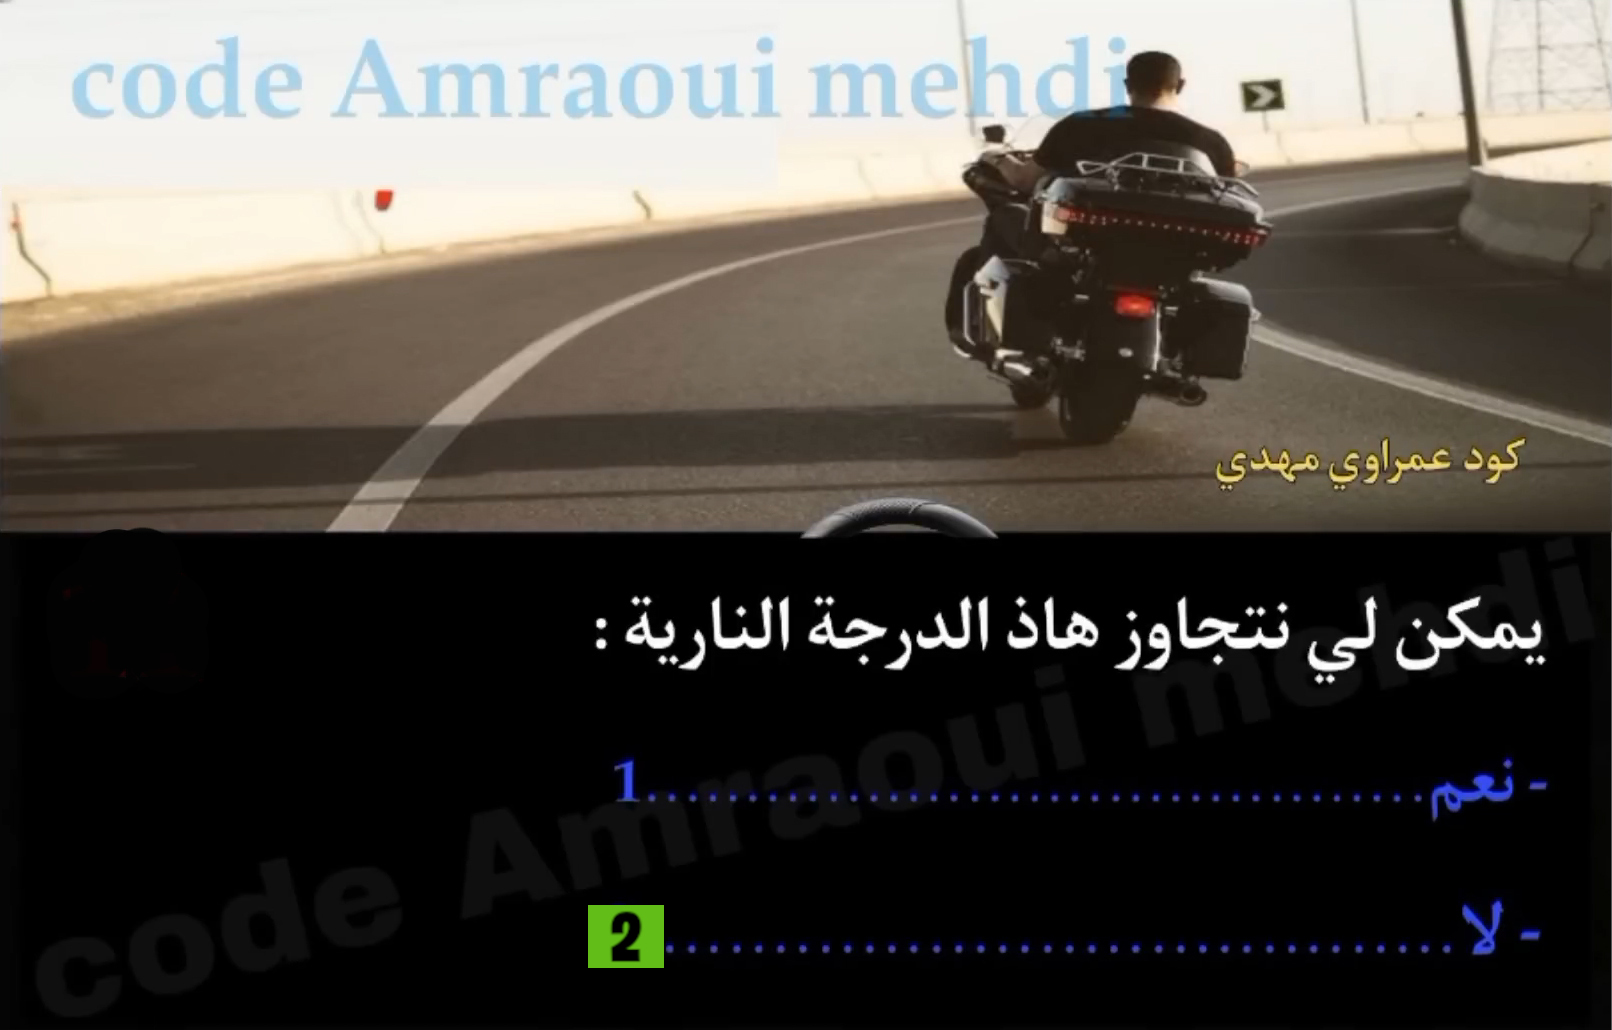 code Amraoui mehdi
كود عمراوي مهدي
يمكن لي نتجاوز هاذ الدرجة النارية :
- نعم........................................1
- لا........................................2
code Amraoui mehdi